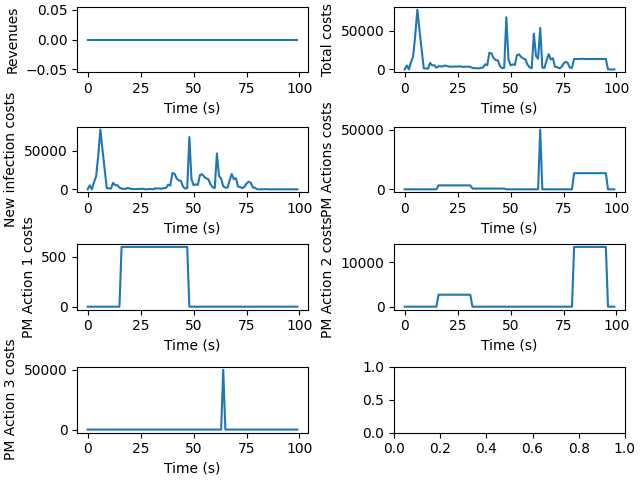 Revenues
0.05
0.00
−0.05
0 25 50 75 100
Time (s)
Total costs
50000
0
0 25 50 75 100
Time (s)
New infection costs
50000
0
0 25 50 75 100
Time (s)
PM Actions costs
50000
0
0 25 50 75 100
Time (s)
PM Action 1 costs
500
0
0 25 50 75 100
Time (s)
PM Action 2 costs
10000
0
0 25 50 75 100
Time (s)
PM Action 3 costs
50000
0
0 25 50 75 100
Time (s)
1.0
0.5
0.0
0.0 0.2 0.4 0.6 0.8 1.0